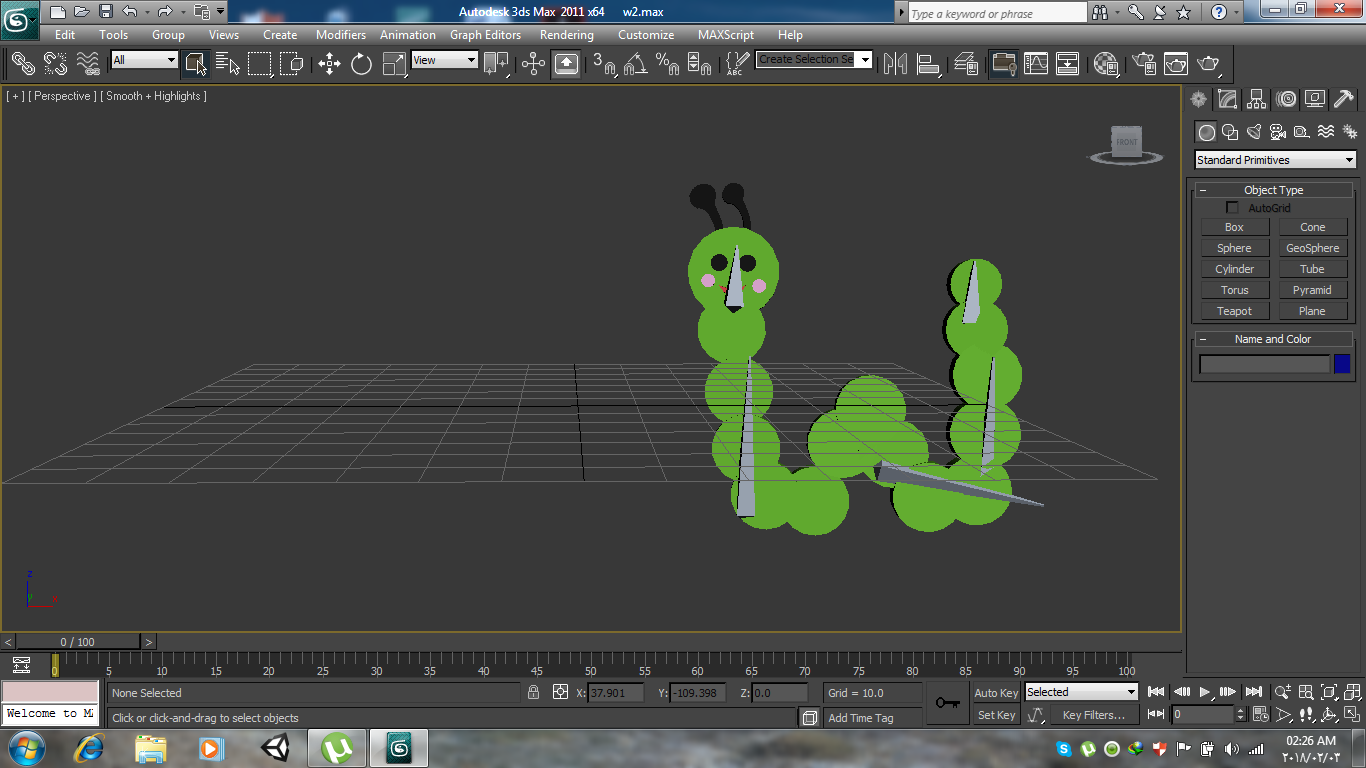 Autodesk 3ds Max 2011 x64 w2.max
Type a keyword or phrase
Edit Tools Group Views Create Modifiers Animation Graph Editors Rendering Customize MAXScript Help
All
View
3
Create Selection Se
[ + ] [ Perspective ] [ Smooth + Highlights ]
FRONT
Standard Primitives
Object Type
AutoGrid
Box Cone
Sphere GeoSphere
Cylinder Tube
Torus Pyramid
Teapot Plane
Name and Color
z
y x
< 0 / 100 >
0 5 10 15 20 25 30 35 40 45 50 55 60 65 70 75 80 85 90 95 100
None Selected X: 37.901 Y: -109.398 Z: 0.0 Grid = 10.0 Auto Key Selected
Welcome to MA
Click or click-and-drag to select objects Add Time Tag Set Key Key Filters... 0
02:26 AM
٢٠١٨/٠٢/٠٣